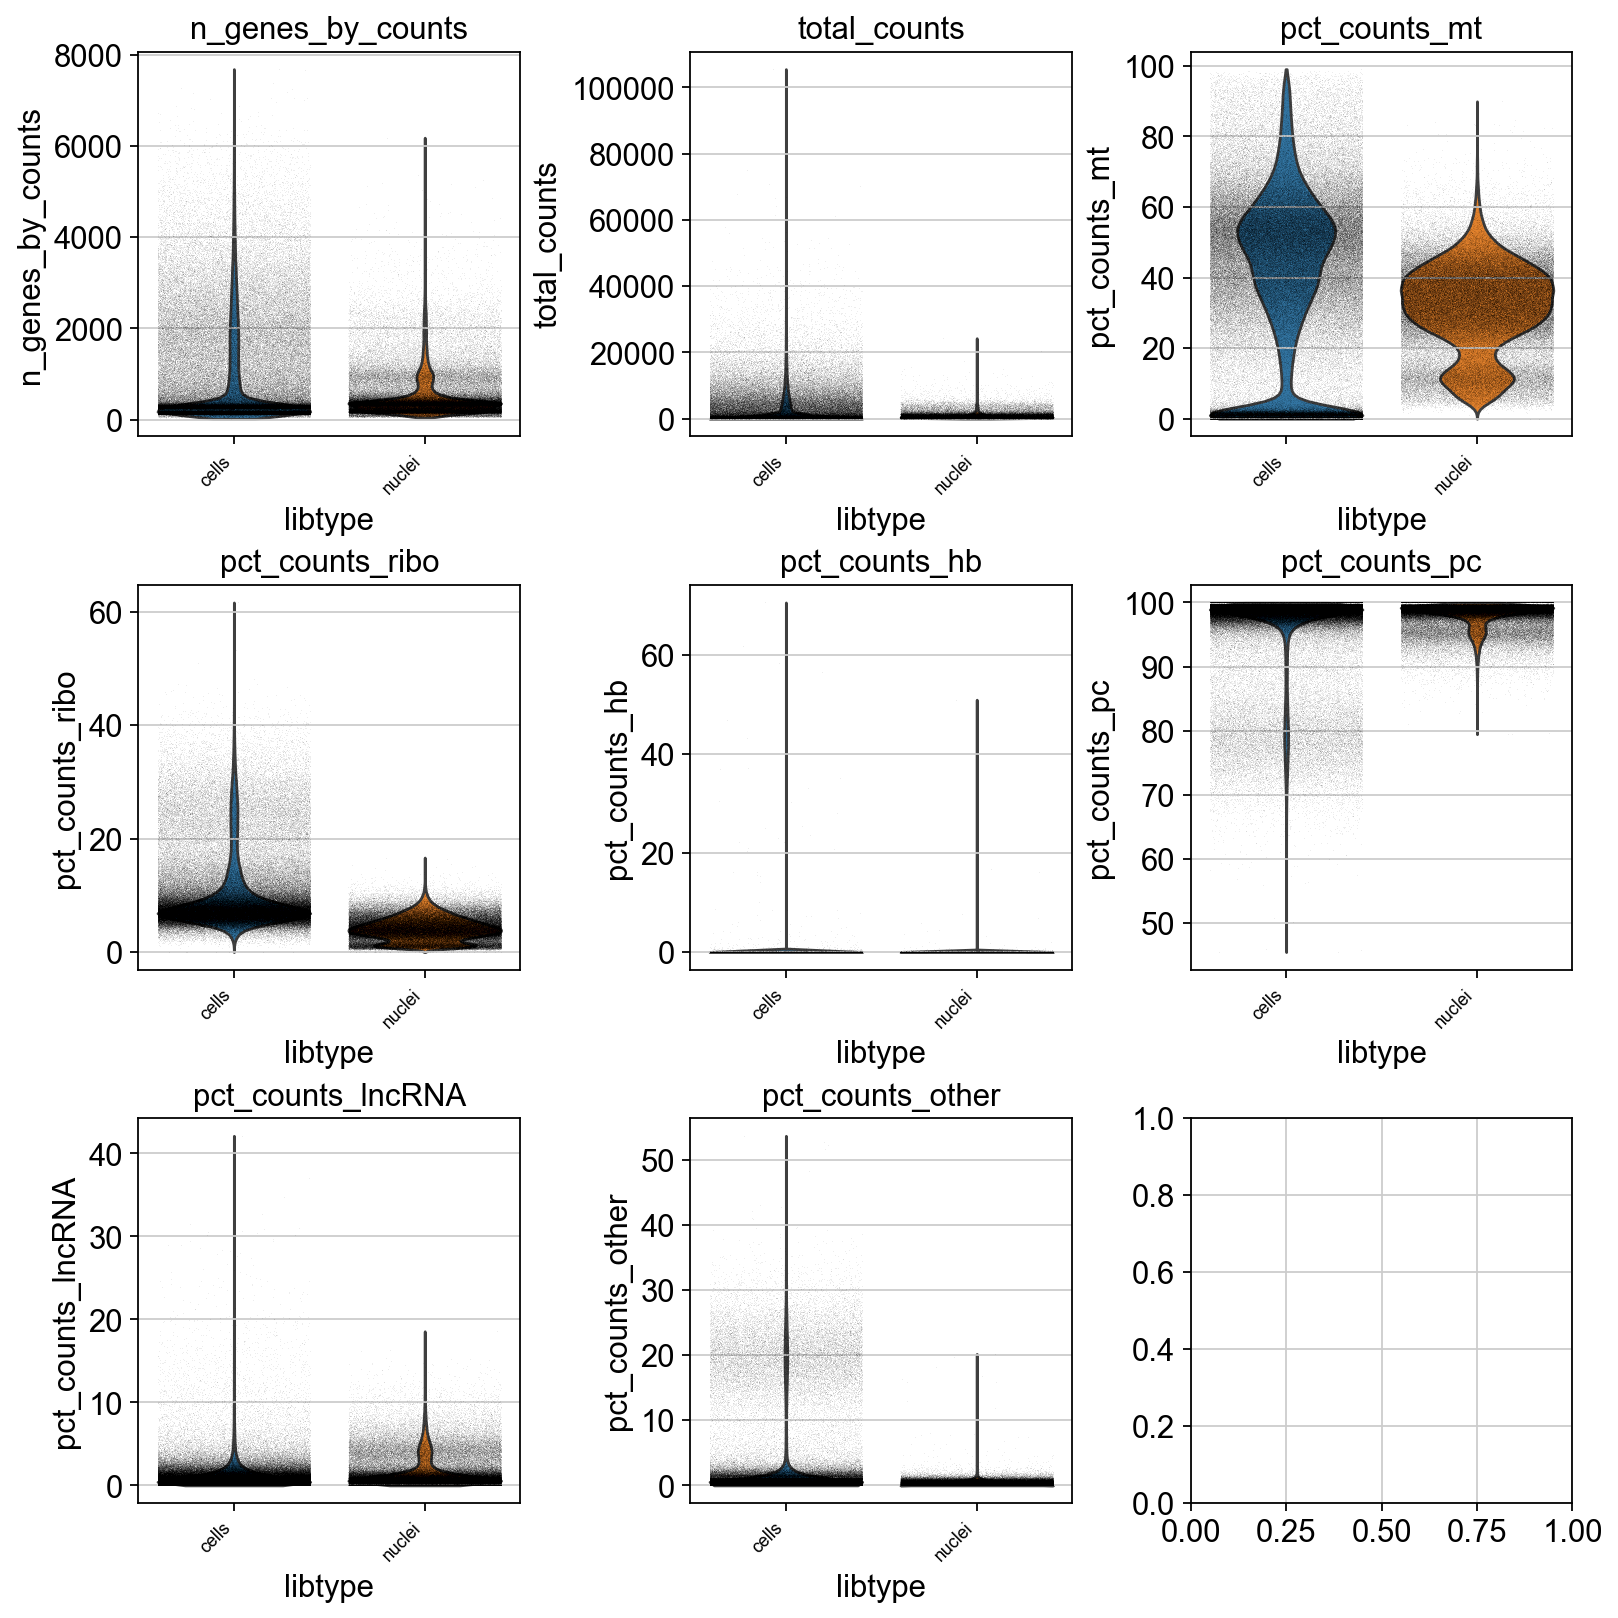 n_genes_by_counts
n_genes_by_counts
8000
6000
4000
2000
0
cells
nuclei
libtype
total_counts
total_counts
100000
80000
60000
40000
20000
0
cells
nuclei
libtype
pct_counts_mt
pct_counts_mt
100
80
60
40
20
0
cells
nuclei
libtype
pct_counts_ribo
pct_counts_ribo
60
40
20
0
cells
nuclei
libtype
pct_counts_hb
pct_counts_hb
60
40
20
0
cells
nuclei
libtype
pct_counts_pc
pct_counts_pc
100
90
80
70
60
50
cells
nuclei
libtype
pct_counts_lncRNA
pct_counts_lncRNA
40
30
20
10
0
cells
nuclei
libtype
pct_counts_other
pct_counts_other
50
40
30
20
10
0
cells
nuclei
libtype
1.0
0.8
0.6
0.4
0.2
0.0
0.00 0.25 0.50 0.75 1.00